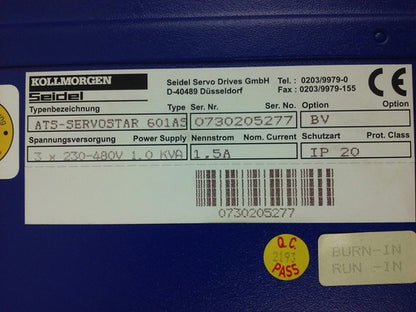 KOLLMORGEN
Seidel
Seidel Servo Drives GmbH
D-40489 Düsseldorf
Tel. : 0203/9979-0
Fax : 0203/9979-155
CE
Typenbezeichnung Type Ser. Nr. Ser. No. Option Option
ATS-SERVOSTAR 601AS 0730205277 BV
Spannungsversorgung Power Supply Nennstrom Nom. Current Schutzart Prot. Class
3 x 230-480V 1.0 KVA 1,5A IP 20
0730205277
Q.C.
2193
PASS
BURN-IN
RUN -IN